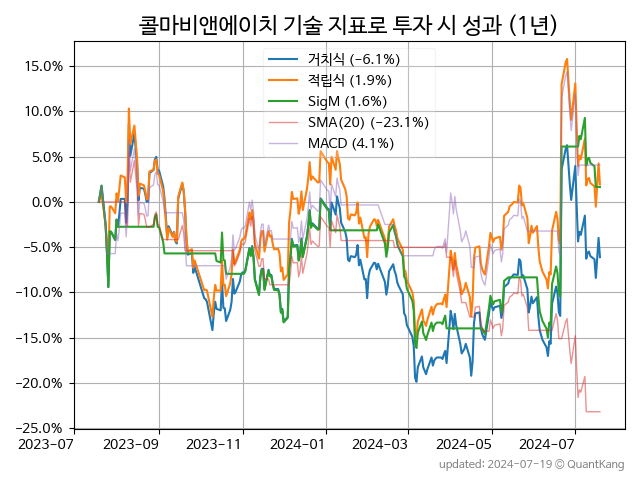 콜마비앤에이치 기술 지표로 투자 시 성과 (1년)
거치식 (−6.1%)
적립식 (1.9%)
SigM (1.6%)
SMA(20) (−23.1%)
MACD (4.1%)
15.0%
10.0%
5.0%
0.0%
−5.0%
−10.0%
−15.0%
−20.0%
−25.0%
2023-07 2023-09 2023-11 2024-01 2024-03 2024-05 2024-07
updated: 2024-07-19 © QuantKang